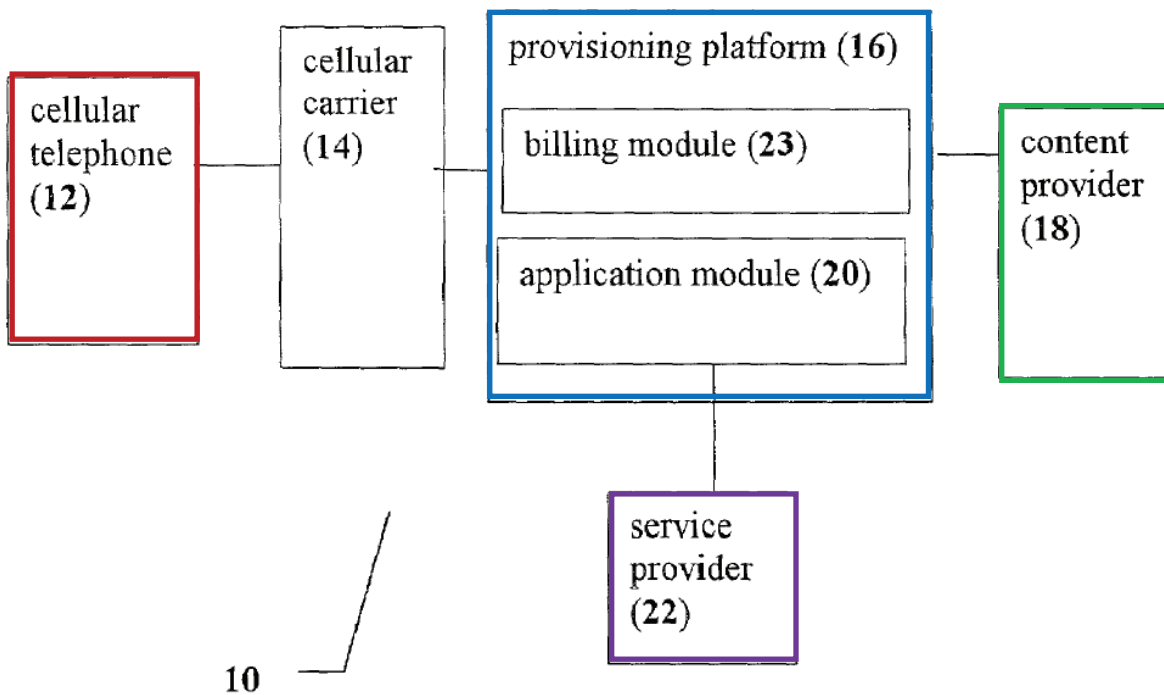 cellular
telephone
(12)
cellular
carrier
(14)
provisioning platform (16)
billing module (23)
application module (20)
content
provider
(18)
service
provider
(22)
10